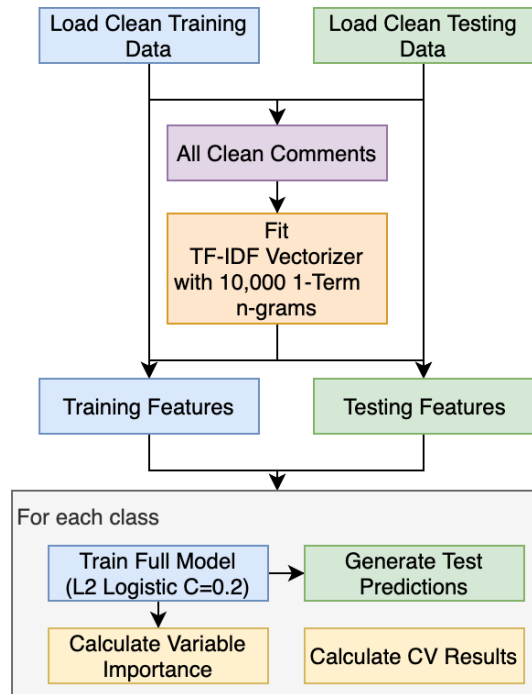 Load Clean Training
Data
Load Clean Testing
Data
All Clean Comments
Fit
TF-IDF Vectorizer
with 10,000 1-Term
n-grams
Training Features
Testing Features
For each class
Train Full Model
(L2 Logistic C=0.2)
Generate Test
Predictions
Calculate Variable
Importance
Calculate CV Results